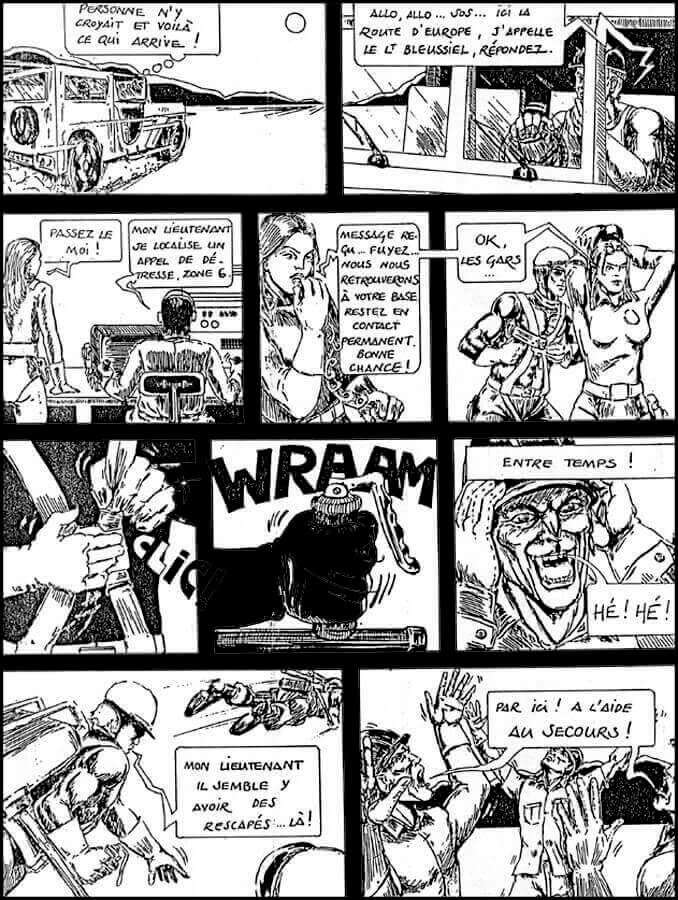 PERSONNE N'Y
CROYAIT ET VOILÀ
CE QUI ARRIVE !
ALLO, ALLO... SOS... ICI LA
ROUTE D'EUROPE, J'APPELLE
LE LT BLEUSSIEL, RÉPONDEZ.
PASSEZ LE
MOI !
MON LIEUTENANT
JE LOCALISE UN
APPEL DE DÉ-
TRESSE, ZONE 6.
MESSAGE RE-
ÇU... FUYEZ...
NOUS NOUS
RETROUVERONS
À VOTRE BASE
RESTEZ EN
CONTACT
PERMANENT.
BONNE
CHANCE !
OK,
LES GARS
...
CLIC
WRAAM
ENTRE TEMPS !
HÉ ! HÉ !
MON LIEUTENANT
IL SEMBLE Y
AVOIR DES
RESCAPÉS... LÀ !
PAR ICI ! A L'AIDE
AU SECOURS !